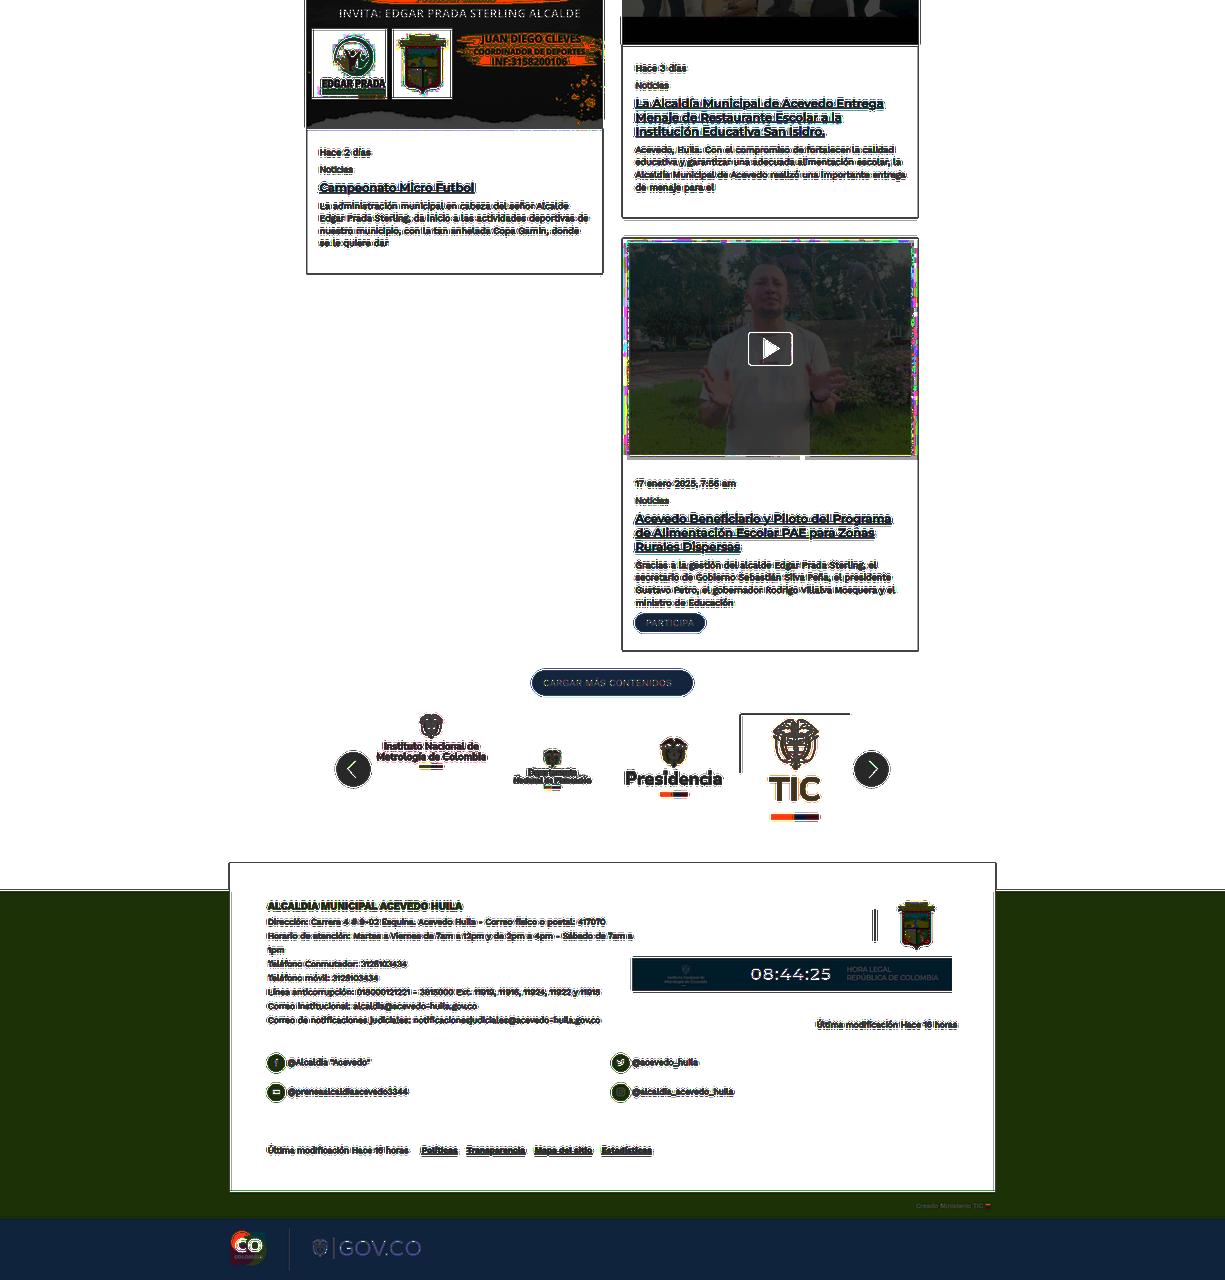 INVITA: EDGAR PRADA STERLING ALCALDE
JUAN DIEGO CLEVES
COORDINADOR DE DEPORTES
INF:3158200106
EDGAR PRADA
Hace 2 días
Noticias
Campeonato Micro Futbol
La administración municipal en cabeza del señor Alcalde
Edgar Prada Sterling, da inicio a las actividades deportivas de
nuestro municipio, con la tan anhelada Copa Gamin, donde
se le quiere dar
Hace 3 días
Noticias
La Alcaldía Municipal de Acevedo Entrega
Menaje de Restaurante Escolar a la
Institución Educativa San Isidro.
Acevedo, Huila. Con el compromiso de fortalecer la calidad
educativa y garantizar una adecuada alimentación escolar, la
Alcaldía Municipal de Acevedo realizó una importante entrega
de menaje para el
17 enero 2025, 7:56 am
Noticias
Acevedo Beneficiario y Piloto del Programa
de Alimentación Escolar PAE para Zonas
Rurales Dispersas
Gracias a la gestión del alcalde Edgar Prada Sterling, el
secretario de Gobierno Sebastián Silva Peña, el presidente
Gustavo Petro, el gobernador Rodrigo Villalva Mosquera y el
ministro de Educación
PARTICIPA
CARGAR MÁS CONTENIDOS
Instituto Nacional de
Metrología de Colombia
Presidencia
TIC
ALCALDIA MUNICIPAL ACEVEDO HUILA
Dirección: Carrera 4 # 9-02 Esquina. Acevedo Huila - Correo físico o postal: 417070
Horario de atención: Martes a Viernes de 7am a 12pm y de 2pm a 4pm - Sábado de 7am a
1pm
Teléfono Conmutador: 3125103434
Teléfono móvil: 3125103434
Línea anticorrupción: 018000121221 - 3815000 Ext. 11919, 11916, 11924, 11922 y 11918
Correo institucional: alcaldia@acevedo-huila.gov.co
Correo de notificaciones judiciales: notificacionesjudiciales@acevedo-huila.gov.co
08:44:25
HORA LEGAL
REPÚBLICA DE COLOMBIA
Última modificación Hace 16 horas
@Alcaldía "Acevedo"
@acevedo_huila
@prensaalcaldiaacevedo3344
@alcaldia_acevedo_huila
Última modificación Hace 16 horas Políticas Transparencia Mapa del sitio Estadísticas
Creado Ministerio TIC
CO
COLOMBIA
GOV.CO